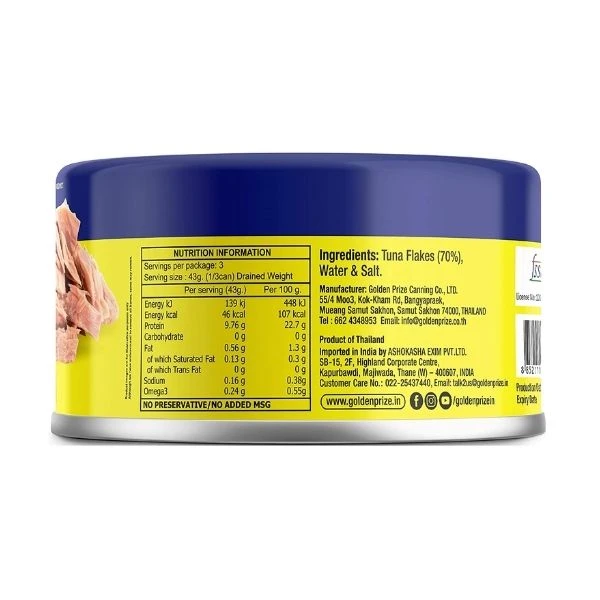 NUTRITION INFORMATION
Servings per package: 3
Serving size : 43g. (1/3can) Drained Weight
Per serving (43g.) Per 100 g.
Energy kJ 139 kj 448 kJ
Energy kcal 46 kcal 107 kcal
Protein 9.76 g 22.7 g
Carbohydrate 0 g 0 g
Fat 0.56 g 1.3 g
of which Saturated Fat 0.13 g 0.3 g
of which Trans Fat 0 g 0 g
Sodium 0.16 g 0.38g
Omega3 0.24 g 0.55g
NO PRESERVATIVE/NO ADDED MSG
Ingredients: Tuna Flakes (70%),
Water & Salt.
Manufacturer: Golden Prize Canning Co., LTD.
55/4 Moo3, Kok-Kham Rd, Bangyapraek,
Mueang Samut Sakhon, Samut Sakhon 74000, THAILAND
Tel : 662 4348953 Email: info@goldenprize.co.th
Product of Thailand
Imported in India by ASHOKASHA EXIM PVT.LTD.
SB-15, 2F, Highland Corporate Centre,
Kapurbawdi, Majiwada, Thane (W) – 400607, INDIA
Customer Care No.: 022-25437440, Email: talk2us@goldenprize.in
www.goldenprize.in /goldenprizein
fss
License No:
Production
Expiry Date